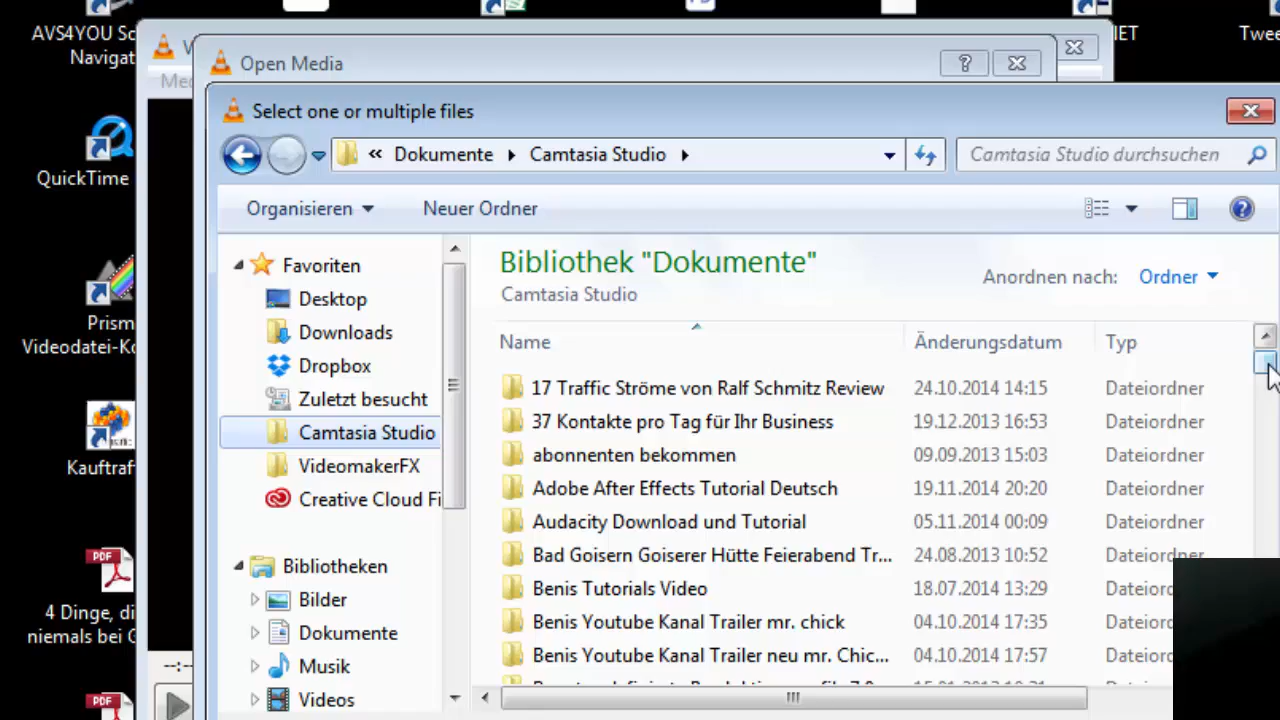 AVS4YOU Sc
Navigat
IET
Twee
Open Media
Select one or multiple files
Dokumente
Camtasia Studio
Camtasia Studio durchsuchen
QuickTime
Organisieren
Neuer Ordner
Favoriten
Desktop
Downloads
Dropbox
Zuletzt besucht
Camtasia Studio
VideomakerFX
Creative Cloud Fi
Bibliotheken
Bilder
Dokumente
Musik
Videos
Bibliothek "Dokumente"
Camtasia Studio
Anordnen nach: Ordner
Name Änderungsdatum Typ
17 Traffic Ströme von Ralf Schmitz Review 24.10.2014 14:15 Dateiordner
37 Kontakte pro Tag für Ihr Business 19.12.2013 16:53 Dateiordner
abonnenten bekommen 09.09.2013 15:03 Dateiordner
Adobe After Effects Tutorial Deutsch 19.11.2014 20:20 Dateiordner
Audacity Download und Tutorial 05.11.2014 00:09 Dateiordner
Bad Goisern Goiserer Hütte Feierabend Tr... 24.08.2013 10:52 Dateiordner
Benis Tutorials Video 18.07.2014 13:29 Dateiordn
Benis Youtube Kanal Trailer mr. chick 04.10.2014 17:35 Dateiordn
Benis Youtube Kanal Trailer neu mr. Chic... 04.10.2014 17:57 Dateiordn
Prism
Videodatei-Ko
Kauftraf
PDF
4 Dinge, di
niemals bei G
PDF
--:--